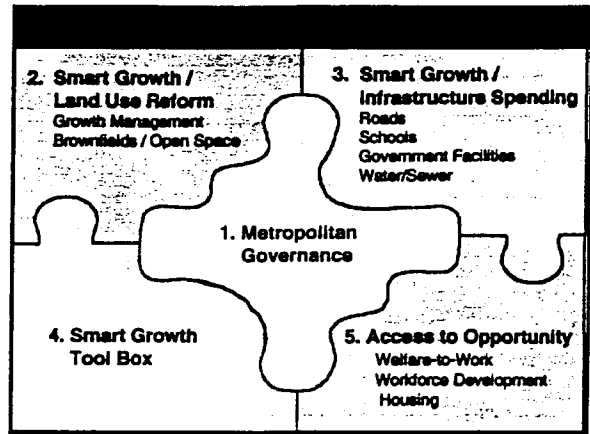 2. Smart Growth /
Land Use Reform
Growth Management
Brownfields / Open Space
3. Smart Growth /
Infrastructure Spending
Roads
Schools
Government Facilities
Water/Sewer
1. Metropolitan
Governance
4. Smart Growth
Tool Box
5. Access to Opportunity
Welfare-to-Work
Workforce Development
Housing